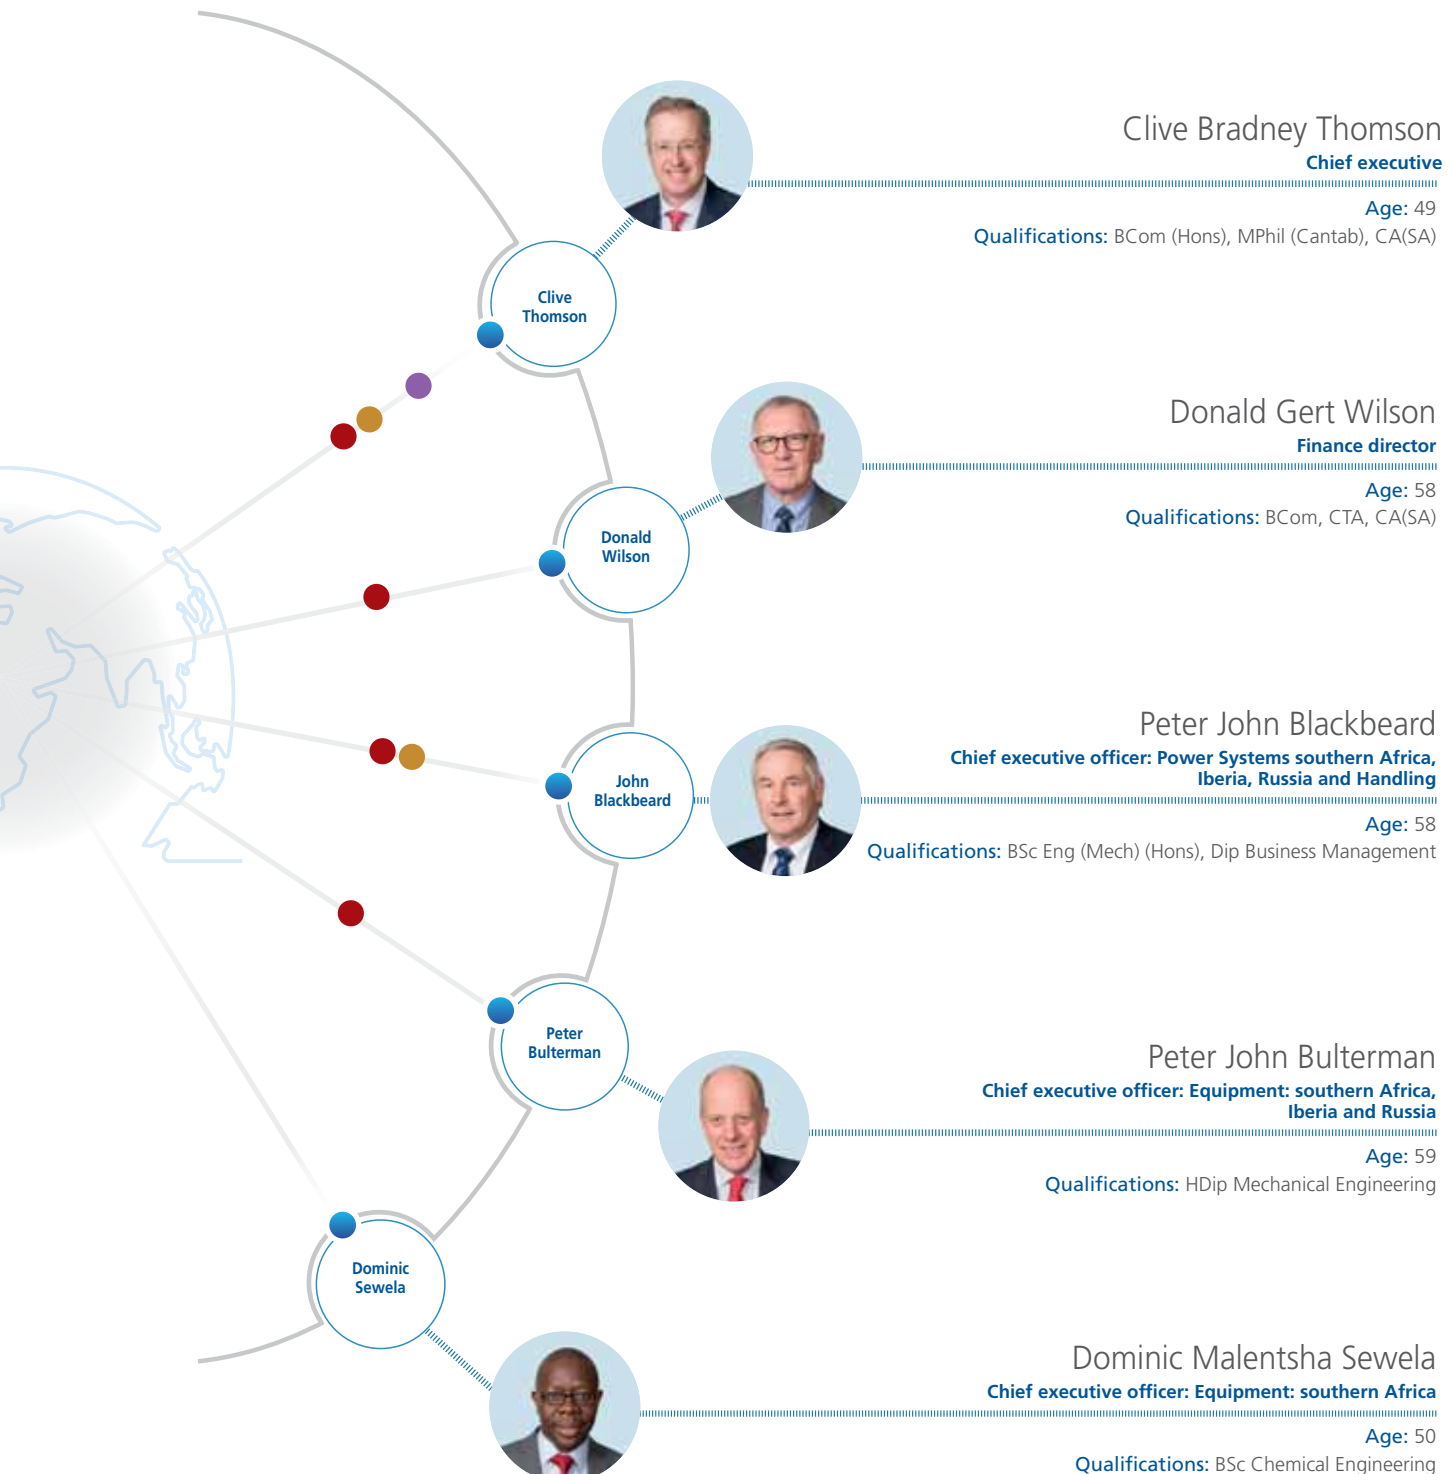 Clive Bradney Thomson
Chief executive
Age: 49
Qualifications: BCom (Hons), MPhil (Cantab), CA(SA)
Clive
Thomson
Donald Gert Wilson
Finance director
Age: 58
Qualifications: BCom, CTA, CA(SA)
Donald
Wilson
Peter John Blackbeard
Chief executive officer: Power Systems southern Africa,
Iberia, Russia and Handling
Age: 58
Qualifications: BSc Eng (Mech) (Hons), Dip Business Management
John
Blackbeard
Peter John Bulterman
Chief executive officer: Equipment: southern Africa,
Iberia and Russia
Age: 59
Qualifications: HDip Mechanical Engineering
Peter
Bulterman
Dominic
Sewela
Dominic Malentsha Sewela
Chief executive officer: Equipment: southern Africa
Age: 50
Qualifications: BSc Chemical Engineering